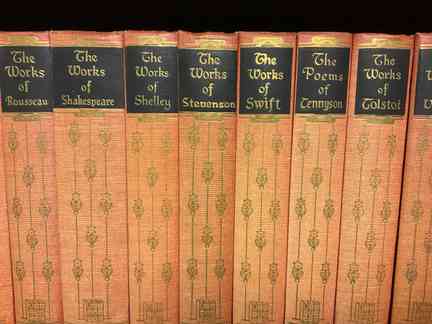 The
Works
of
Rousseau
The
Works
of
Shakespeare
The
Works
of
Shelley
The
Works
of
Stevenson
The
Works
of
Swift
The
Poems
of
Tennyson
The
Works
of
Tolstoi